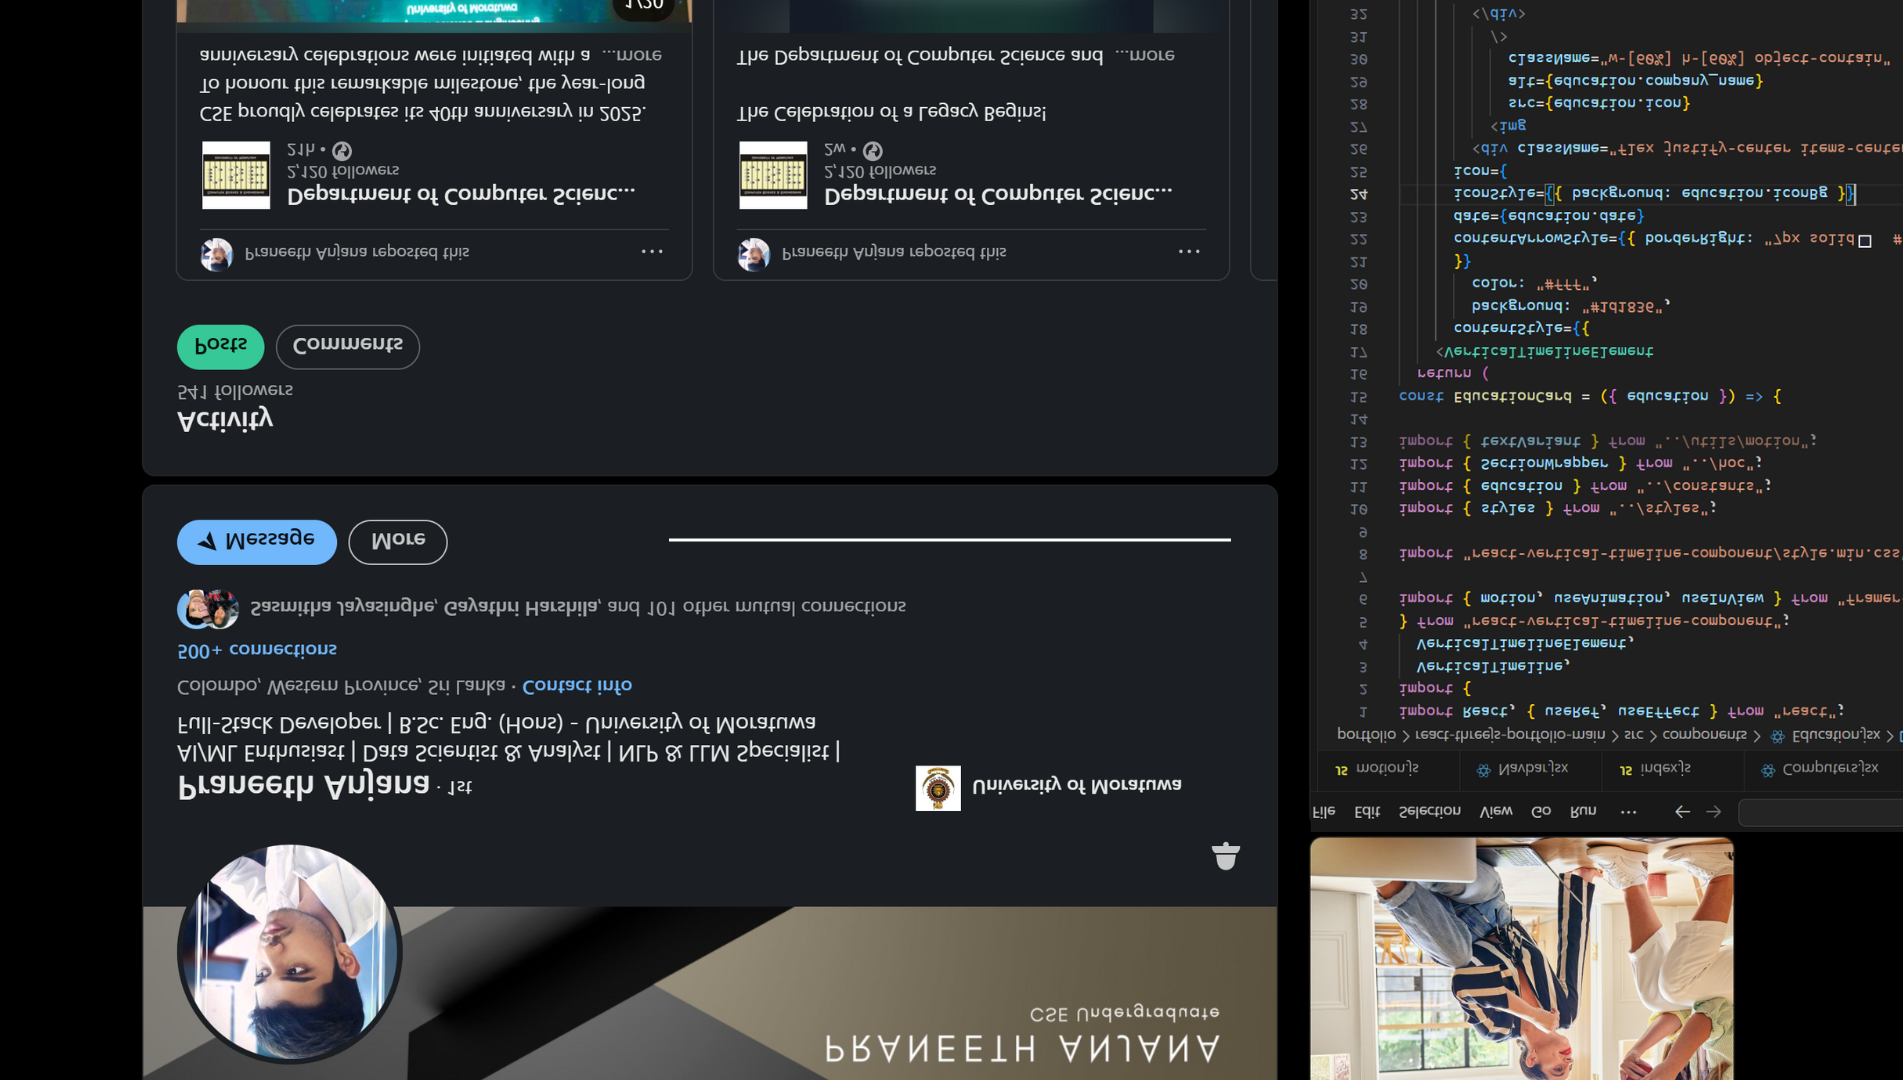 PRANEETH ANJANA
CSE Undergraduate
Praneeth Anjana · 1st
AI/ML Enthusiast | Data Scientist & Analyst | NLP & LLM Specialist |
Full-Stack Developer | B.Sc. Eng. (Hons) - University of Moratuwa
University of Moratuwa
Colombo, Western Province, Sri Lanka · Contact info
500+ connections
Sasmitha Jayasinghe, Gayathri Harshila, and 101 other mutual connections
Message
More
Activity
541 followers
Posts
Comments
Praneeth Anjana reposted this
Department of Computer Scienc...
2,120 followers
21h •
CSE proudly celebrates its 40th anniversary in 2025.
To honour this remarkable milestone, the year-long
anniversary celebrations were initiated with a ...more
University of Moratuwa
1/20
Praneeth Anjana reposted this
Department of Computer Scienc...
2,120 followers
2w •
The Celebration of a Legacy Begins!
The Department of Computer Science and ...more
File Edit Selection View Go Run ...
JS motion.js Navbar.jsx JS index.js Computers.jsx
portfolio > react-threejs-portfolio-main > src > components > Education.jsx >
1 import React, { useRef, useEffect } from "react";
2 import {
3 VerticalTimeline,
4 VerticalTimelineElement,
5 } from "react-vertical-timeline-component";
6 import { motion, useAnimation, useInView } from "framer
7
8 import "react-vertical-timeline-component/style.min.css
9
10 import { styles } from "../styles";
11 import { education } from "../constants";
12 import { SectionWrapper } from "../hoc";
13 import { textVariant } from "../utils/motion";
14
15 const EducationCard = ({ education }) => {
16 return (
17 <VerticalTimelineElement
18 contentStyle={{
19 background: "#1d1836",
20 color: "#fff",
21 }}
22 contentArrowStyle={{ borderRight: "7px solid #
23 date={education.date}
24 iconStyle={{ background: education.iconBg }}
25 icon={
26 <div className="flex justify-center items-cente
27 <img
28 src={education.icon}
29 alt={education.company_name}
30 className="w-[60%] h-[60%] object-contain"
31 />
32 </div>